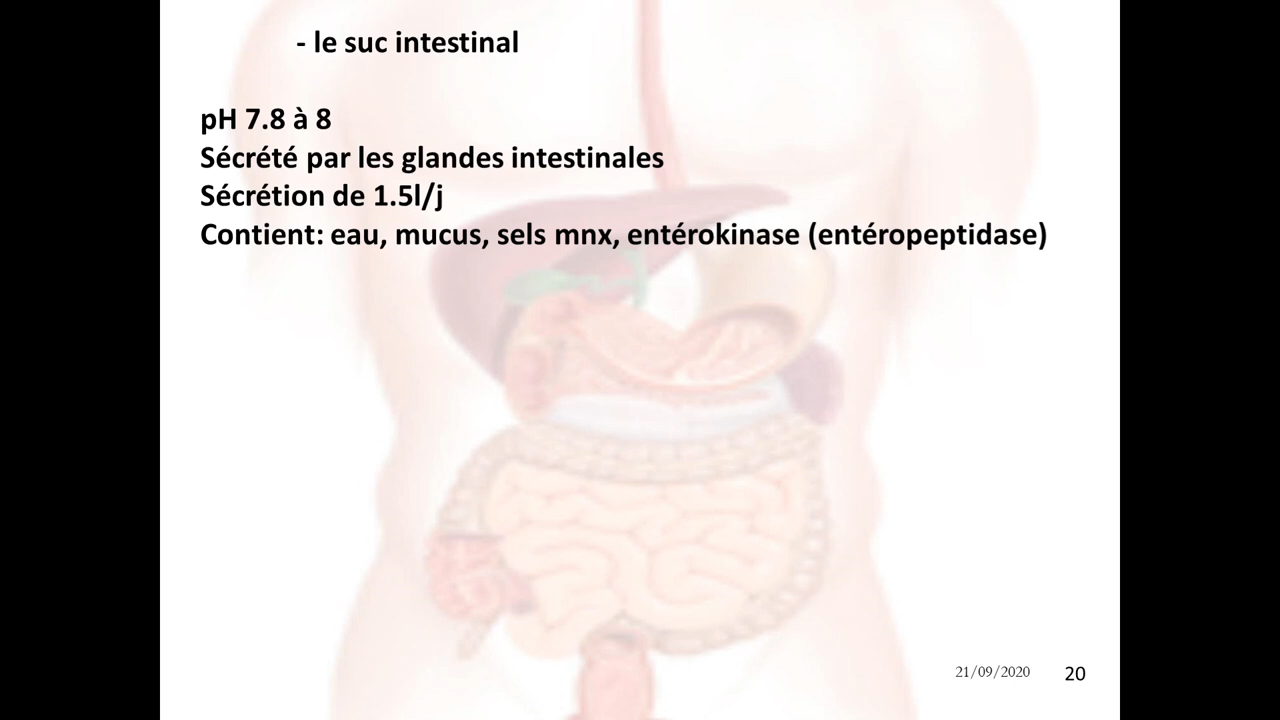 - le suc intestinal
pH 7.8 à 8
Sécrété par les glandes intestinales
Sécrétion de 1.5l/j
Contient: eau, mucus, sels mnx, entérokinase (entéropeptidase)
21/09/2020 20